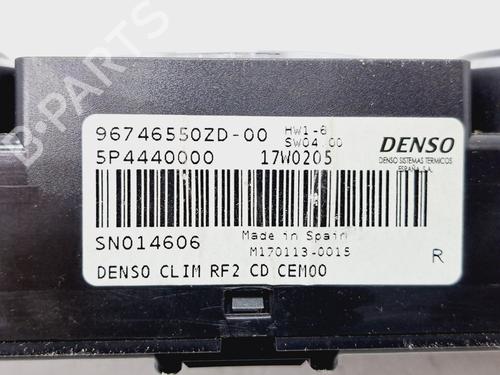 B-PARTS
96746550ZD-00 HW1-6
SW04.00
DENSO
5P4440000 17W0205
DENSO SISTEMAS TERMICOS
ESPAÑA S.A.
SN014606
Made in Spain
M170113-0015
DENSO CLIM RF2 CD CEM00
R